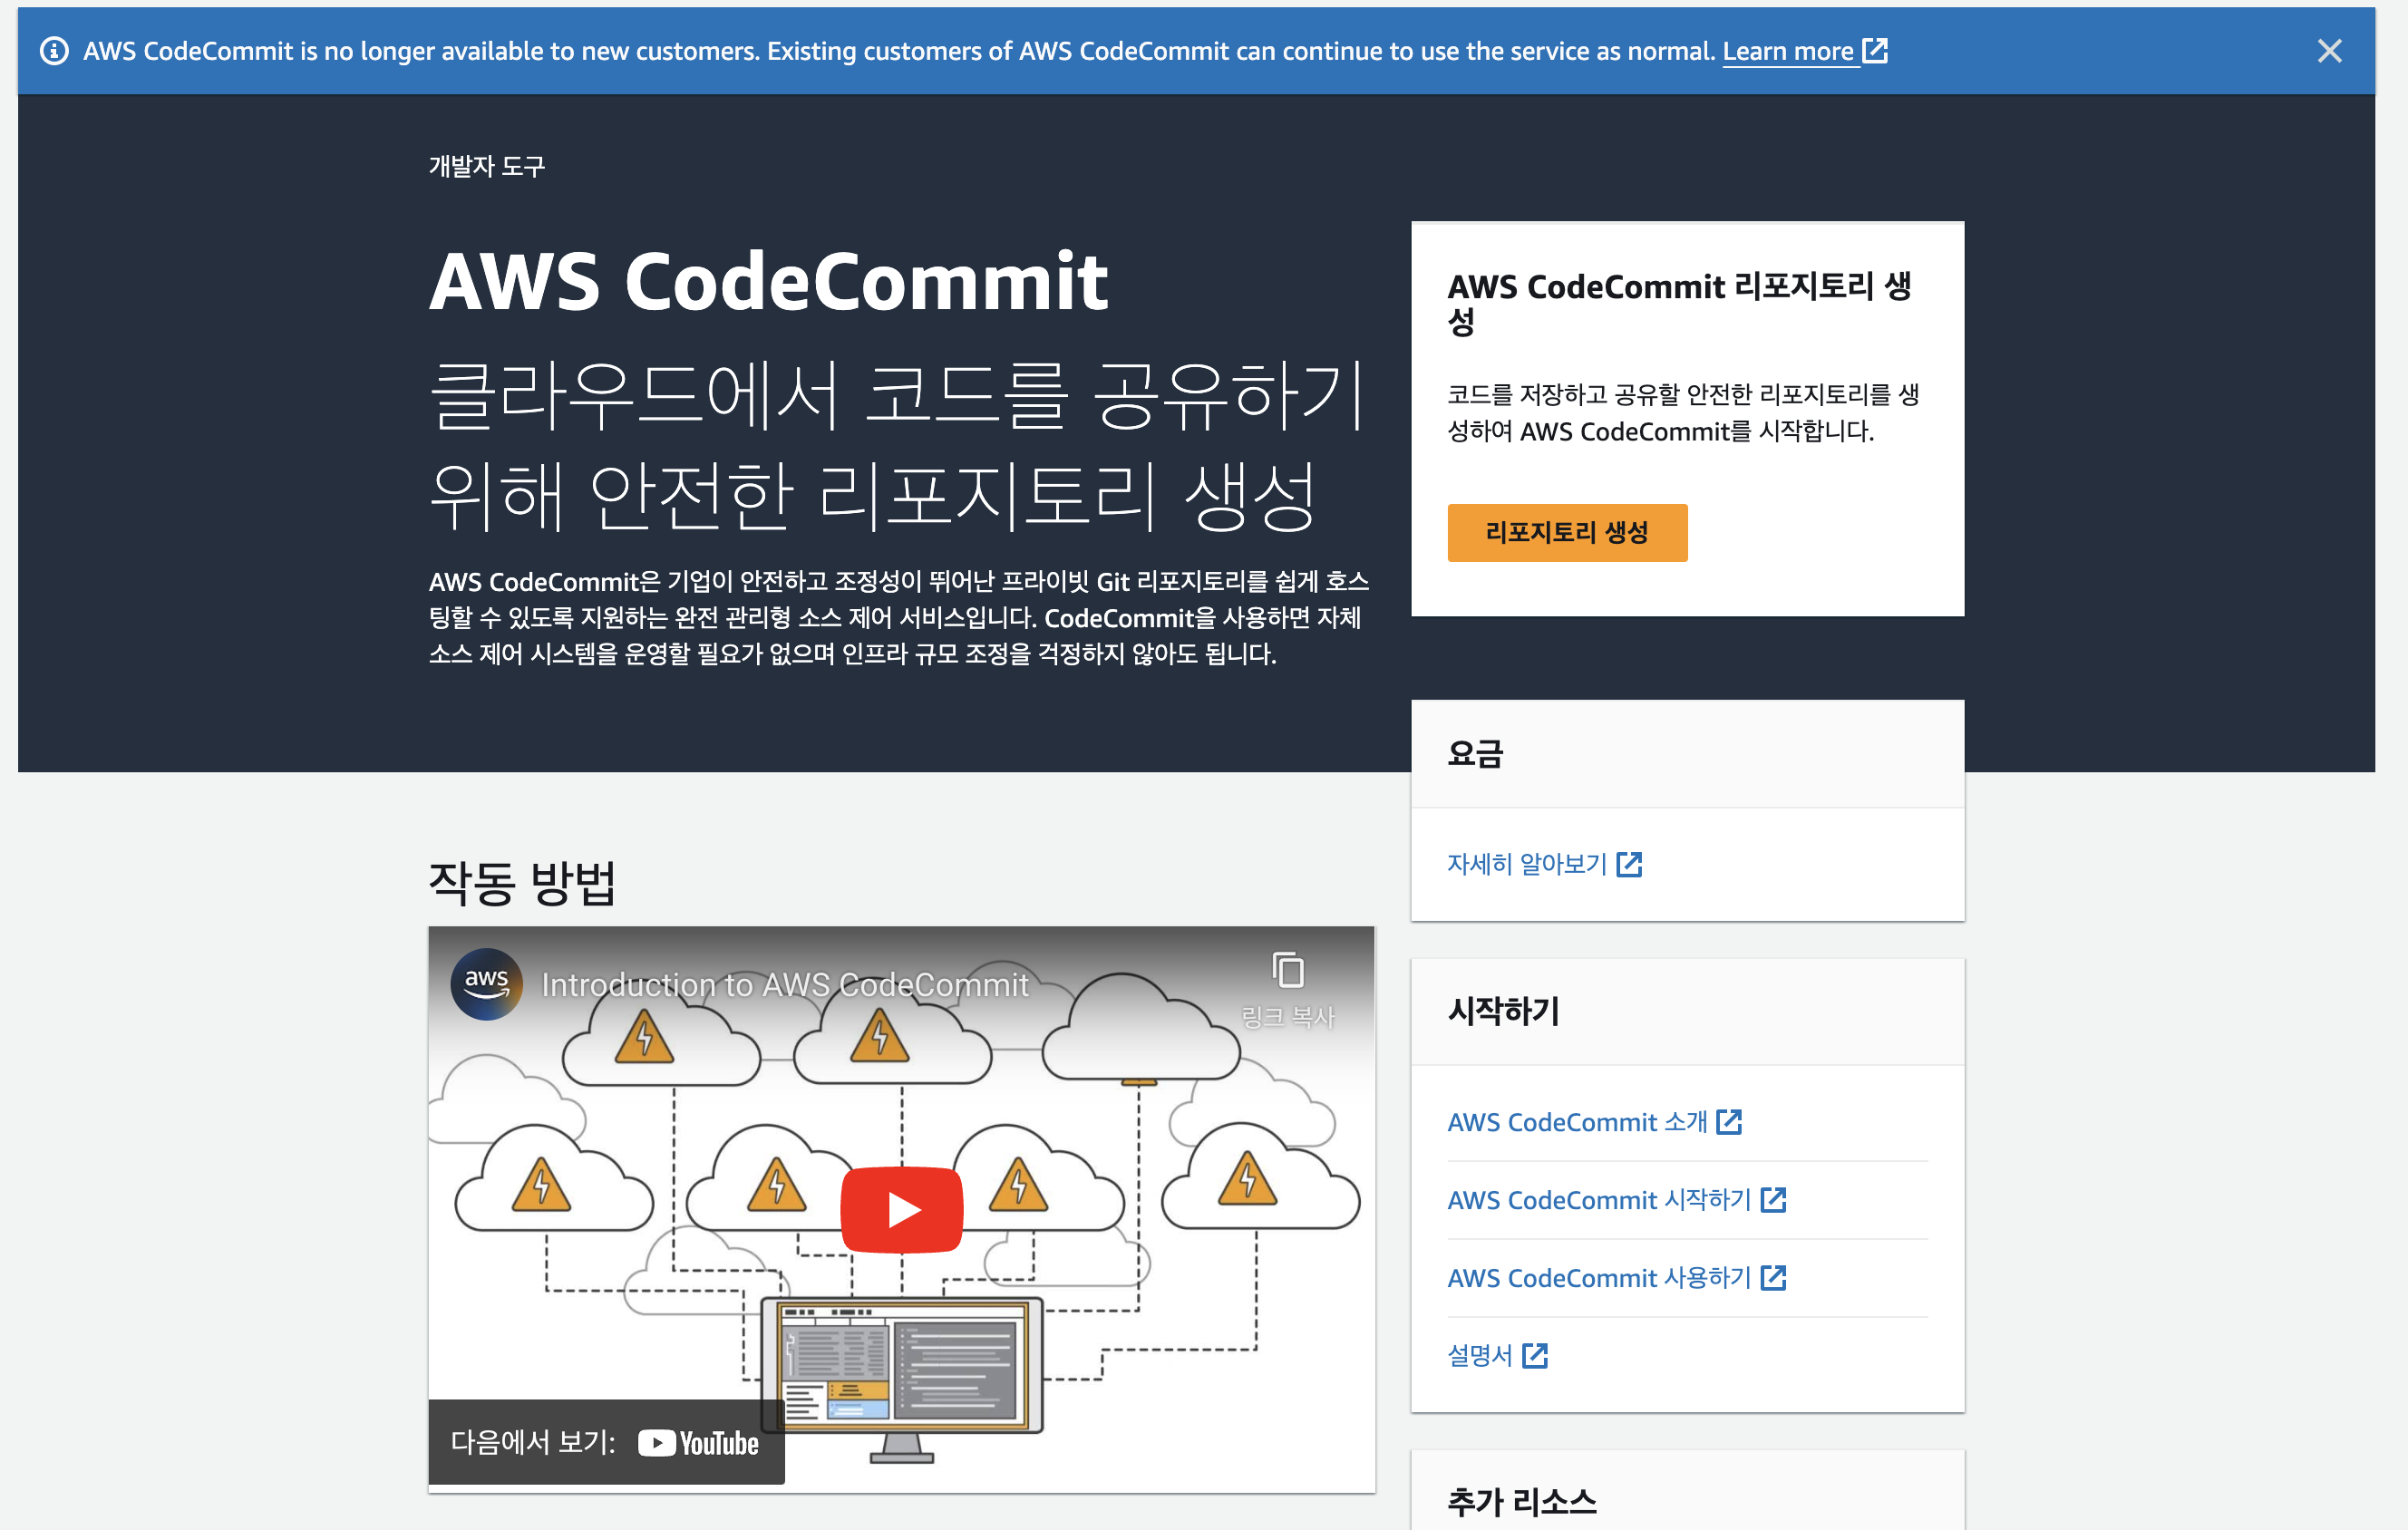 AWS CodeCommit is no longer available to new customers. Existing customers of AWS CodeCommit can continue to use the service as normal. Learn more
개발자 도구
AWS CodeCommit
클라우드에서 코드를 공유하기
위해 안전한 리포지토리 생성
AWS CodeCommit은 기업이 안전하고 조정성이 뛰어난 프라이빗 Git 리포지토리를 쉽게 호스
팅할 수 있도록 지원하는 완전 관리형 소스 제어 서비스입니다. CodeCommit을 사용하면 자체
소스 제어 시스템을 운영할 필요가 없으며 인프라 규모 조정을 걱정하지 않아도 됩니다.
AWS CodeCommit 리포지토리 생
성
코드를 저장하고 공유할 안전한 리포지토리를 생
성하여 AWS CodeCommit를 시작합니다.
리포지토리 생성
요금
자세히 알아보기
작동 방법
aws
Introduction to AWS CodeCommit
링크 복사
다음에서 보기: YouTube
시작하기
AWS CodeCommit 소개
AWS CodeCommit 시작하기
AWS CodeCommit 사용하기
설명서
추가 리소스